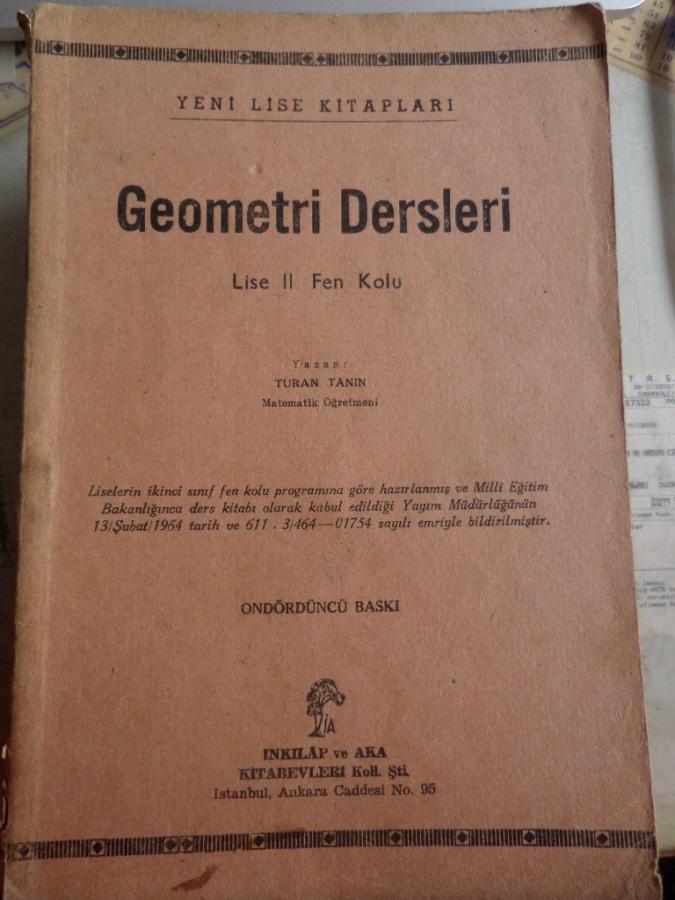 YENİ LİSE KİTAPLARI
Geometri Dersleri
Lise II Fen Kolu
Yazan:
TURAN TANIN
Matematik Öğretmeni
Liselerin ikinci sınıf fen kolu programına göre hazırlanmış ve Millî Eğitim
Bakanlığınca ders kitabı olarak kabul edildiği Yayım Müdürlüğünün
13/Şubat/1964 tarih ve 611 . 3/464—01754 sayılı emriyle bildirilmiştir.
ONDÖRDÜNCÜ BASKI
İA
İNKILÂP ve AKA
KİTABEVLERİ Koll. Şti.
Istanbul, Ankara Caddesi No. 95
T A S.
17333